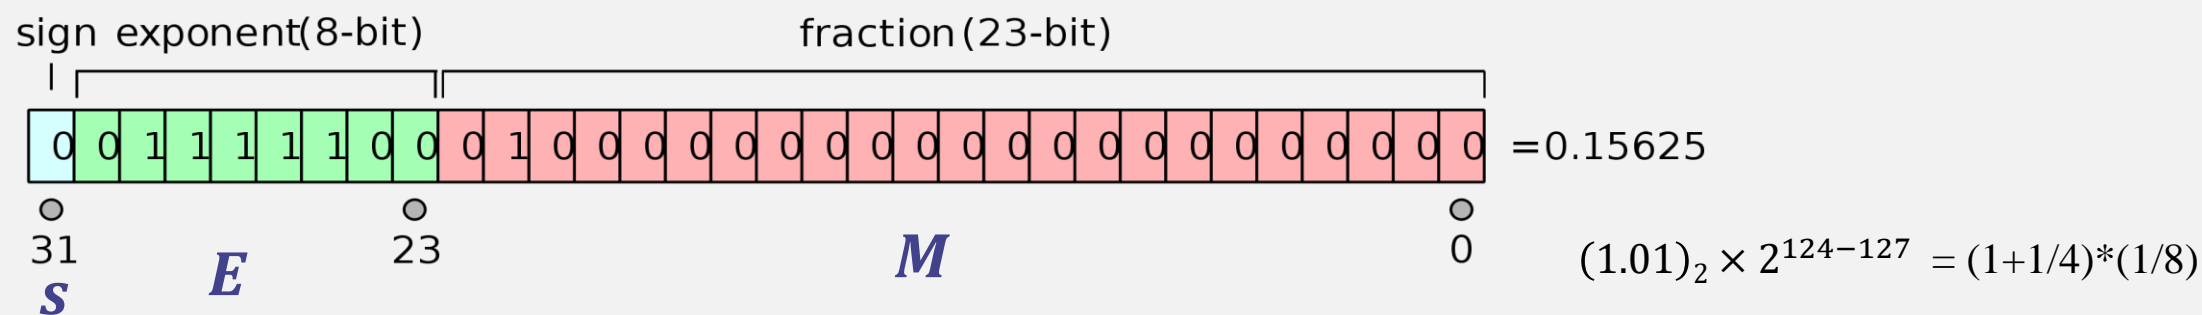 sign exponent(8-bit) fraction(23-bit)
0 0 1 1 1 1 1 0 0 0 1 0 0 0 0 0 0 0 0 0 0 0 0 0 0 0 0 0 0 0 0 0 =0.15625
31 23 0
s E M (1.01)₂ × 2¹²⁴⁻¹²⁷ = (1+1/4)*(1/8)